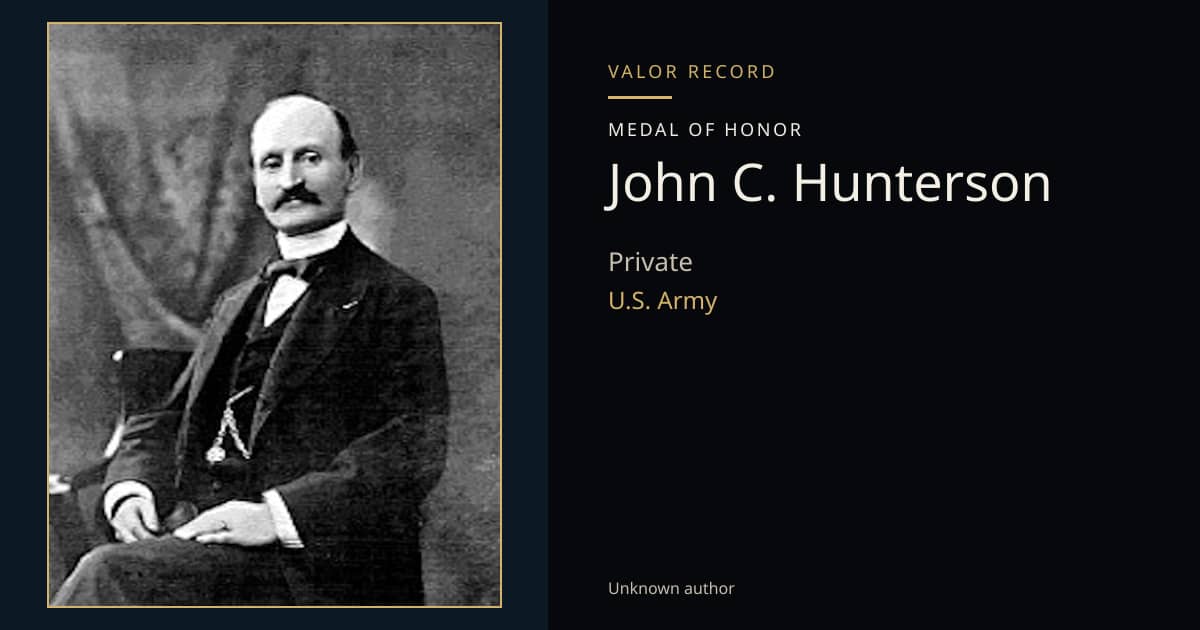 VALOR RECORD
MEDAL OF HONOR
John C. Hunterson
Private
U.S. Army
Unknown author